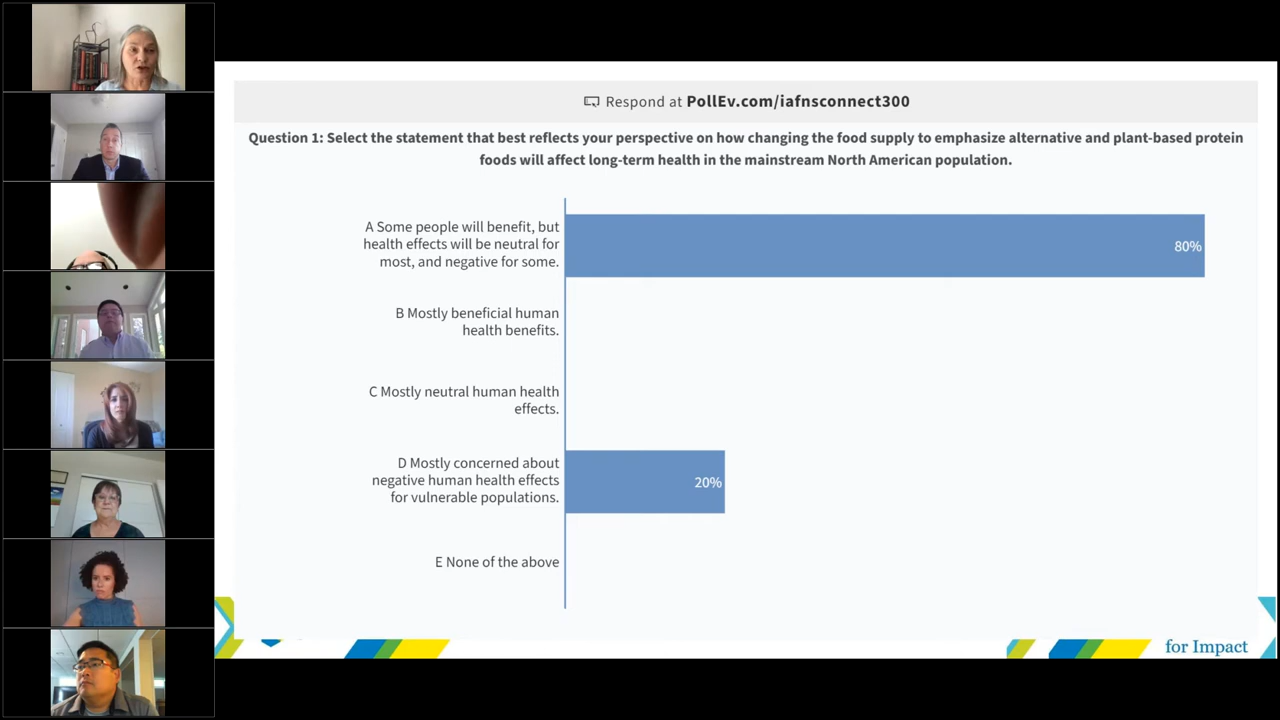 Respond at PollEv.com/iafnsconnect300
Question 1: Select the statement that best reflects your perspective on how changing the food supply to emphasize alternative and plant-based protein
foods will affect long-term health in the mainstream North American population.
A Some people will benefit, but
health effects will be neutral for
most, and negative for some.
80%
B Mostly beneficial human
health benefits.
C Mostly neutral human health
effects.
D Mostly concerned about
negative human health effects
for vulnerable populations.
20%
E None of the above
for Impact